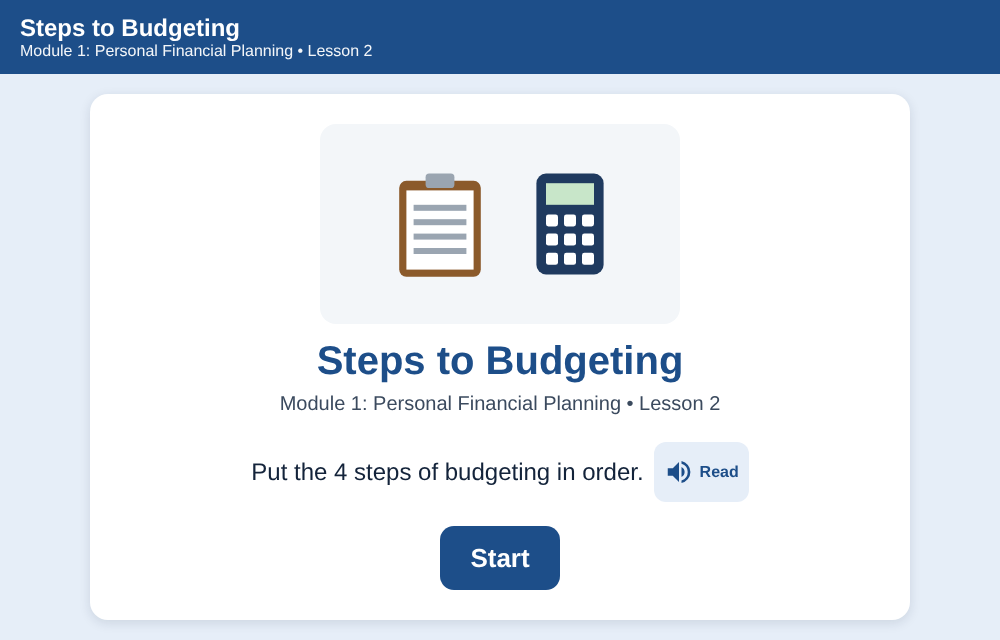 Steps to Budgeting
Module 1: Personal Financial Planning • Lesson 2
Steps to Budgeting
Module 1: Personal Financial Planning • Lesson 2
Put the 4 steps of budgeting in order.
Read
Start